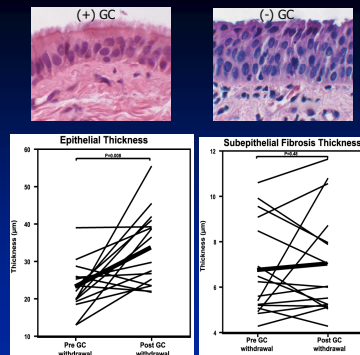 (+) GC
(-) GC
Epithelial Thickness
P=0.008
60
50
40
30
20
10
Thickness (µm)
Pre GC
withdrawal
Post GC
withdrawal
Subepithelial Fibrosis Thickness
P=0.48
12
10
8
6
4
Thickness (µm)
Pre GC
withdrawal
Post GC
withdrawal